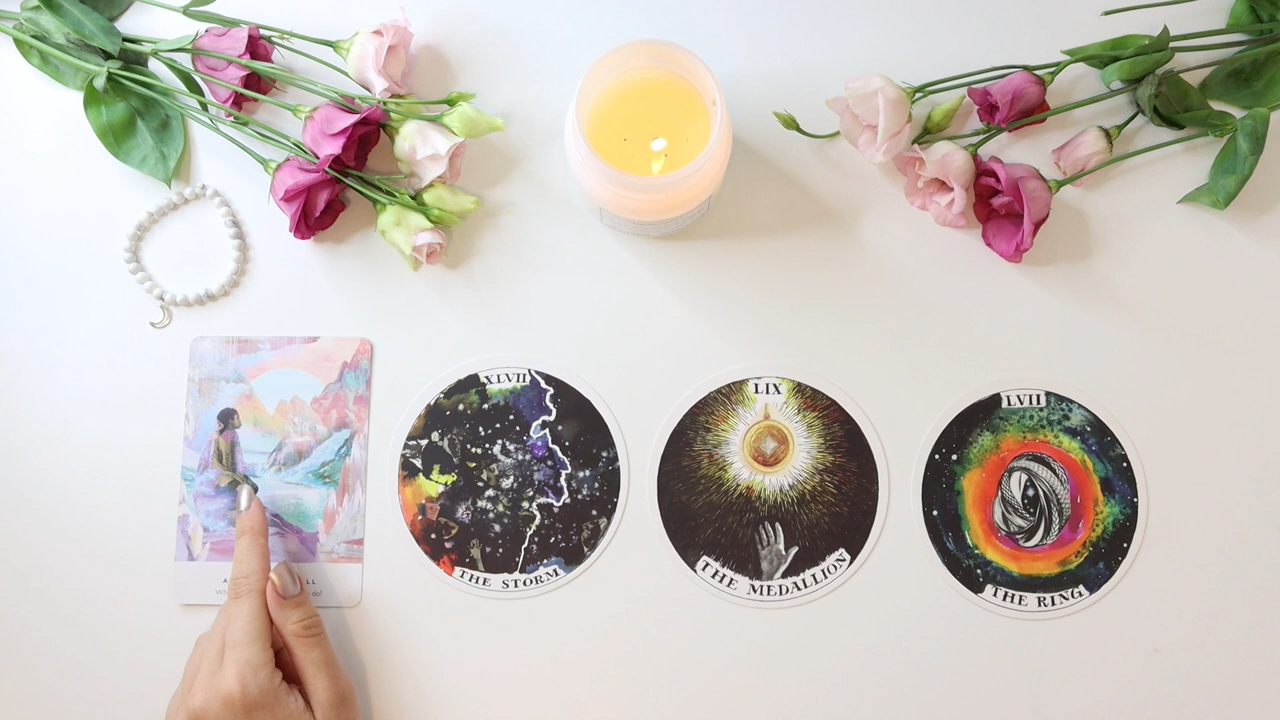 XLVII
THE STORM
LIX
THE MEDALLION
LVII
THE RING